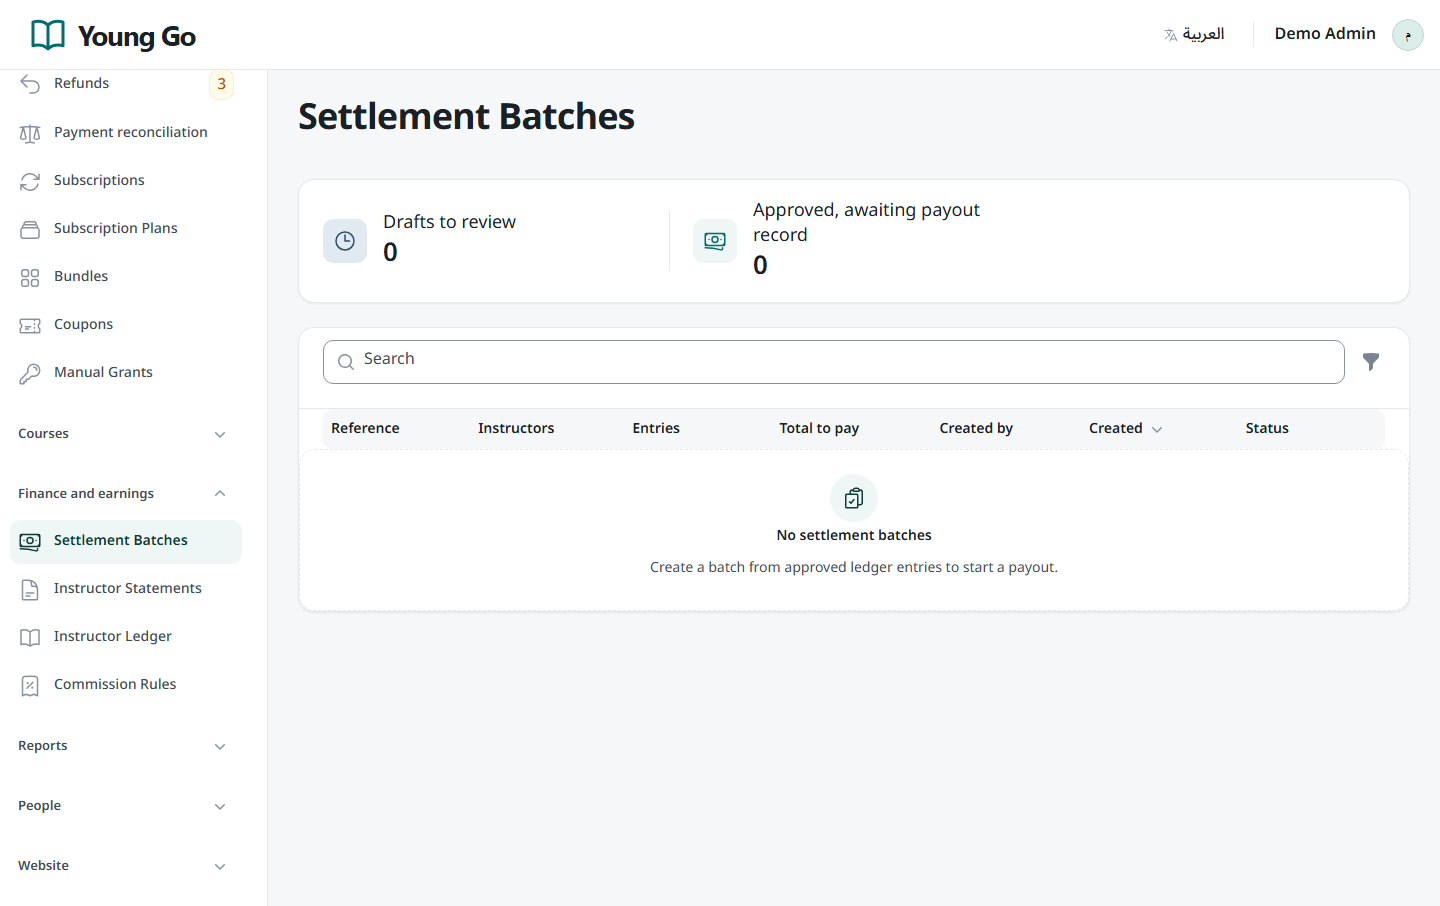 Young Go
العربية
Demo Admin
م
Refunds
3
Payment reconciliation
Subscriptions
Subscription Plans
Bundles
Coupons
Manual Grants
Courses
Finance and earnings
Settlement Batches
Instructor Statements
Instructor Ledger
Commission Rules
Reports
People
Website
Settlement Batches
Drafts to review
0
Approved, awaiting payout
record
0
Search
Reference Instructors Entries Total to pay Created by Created Status
No settlement batches
Create a batch from approved ledger entries to start a payout.